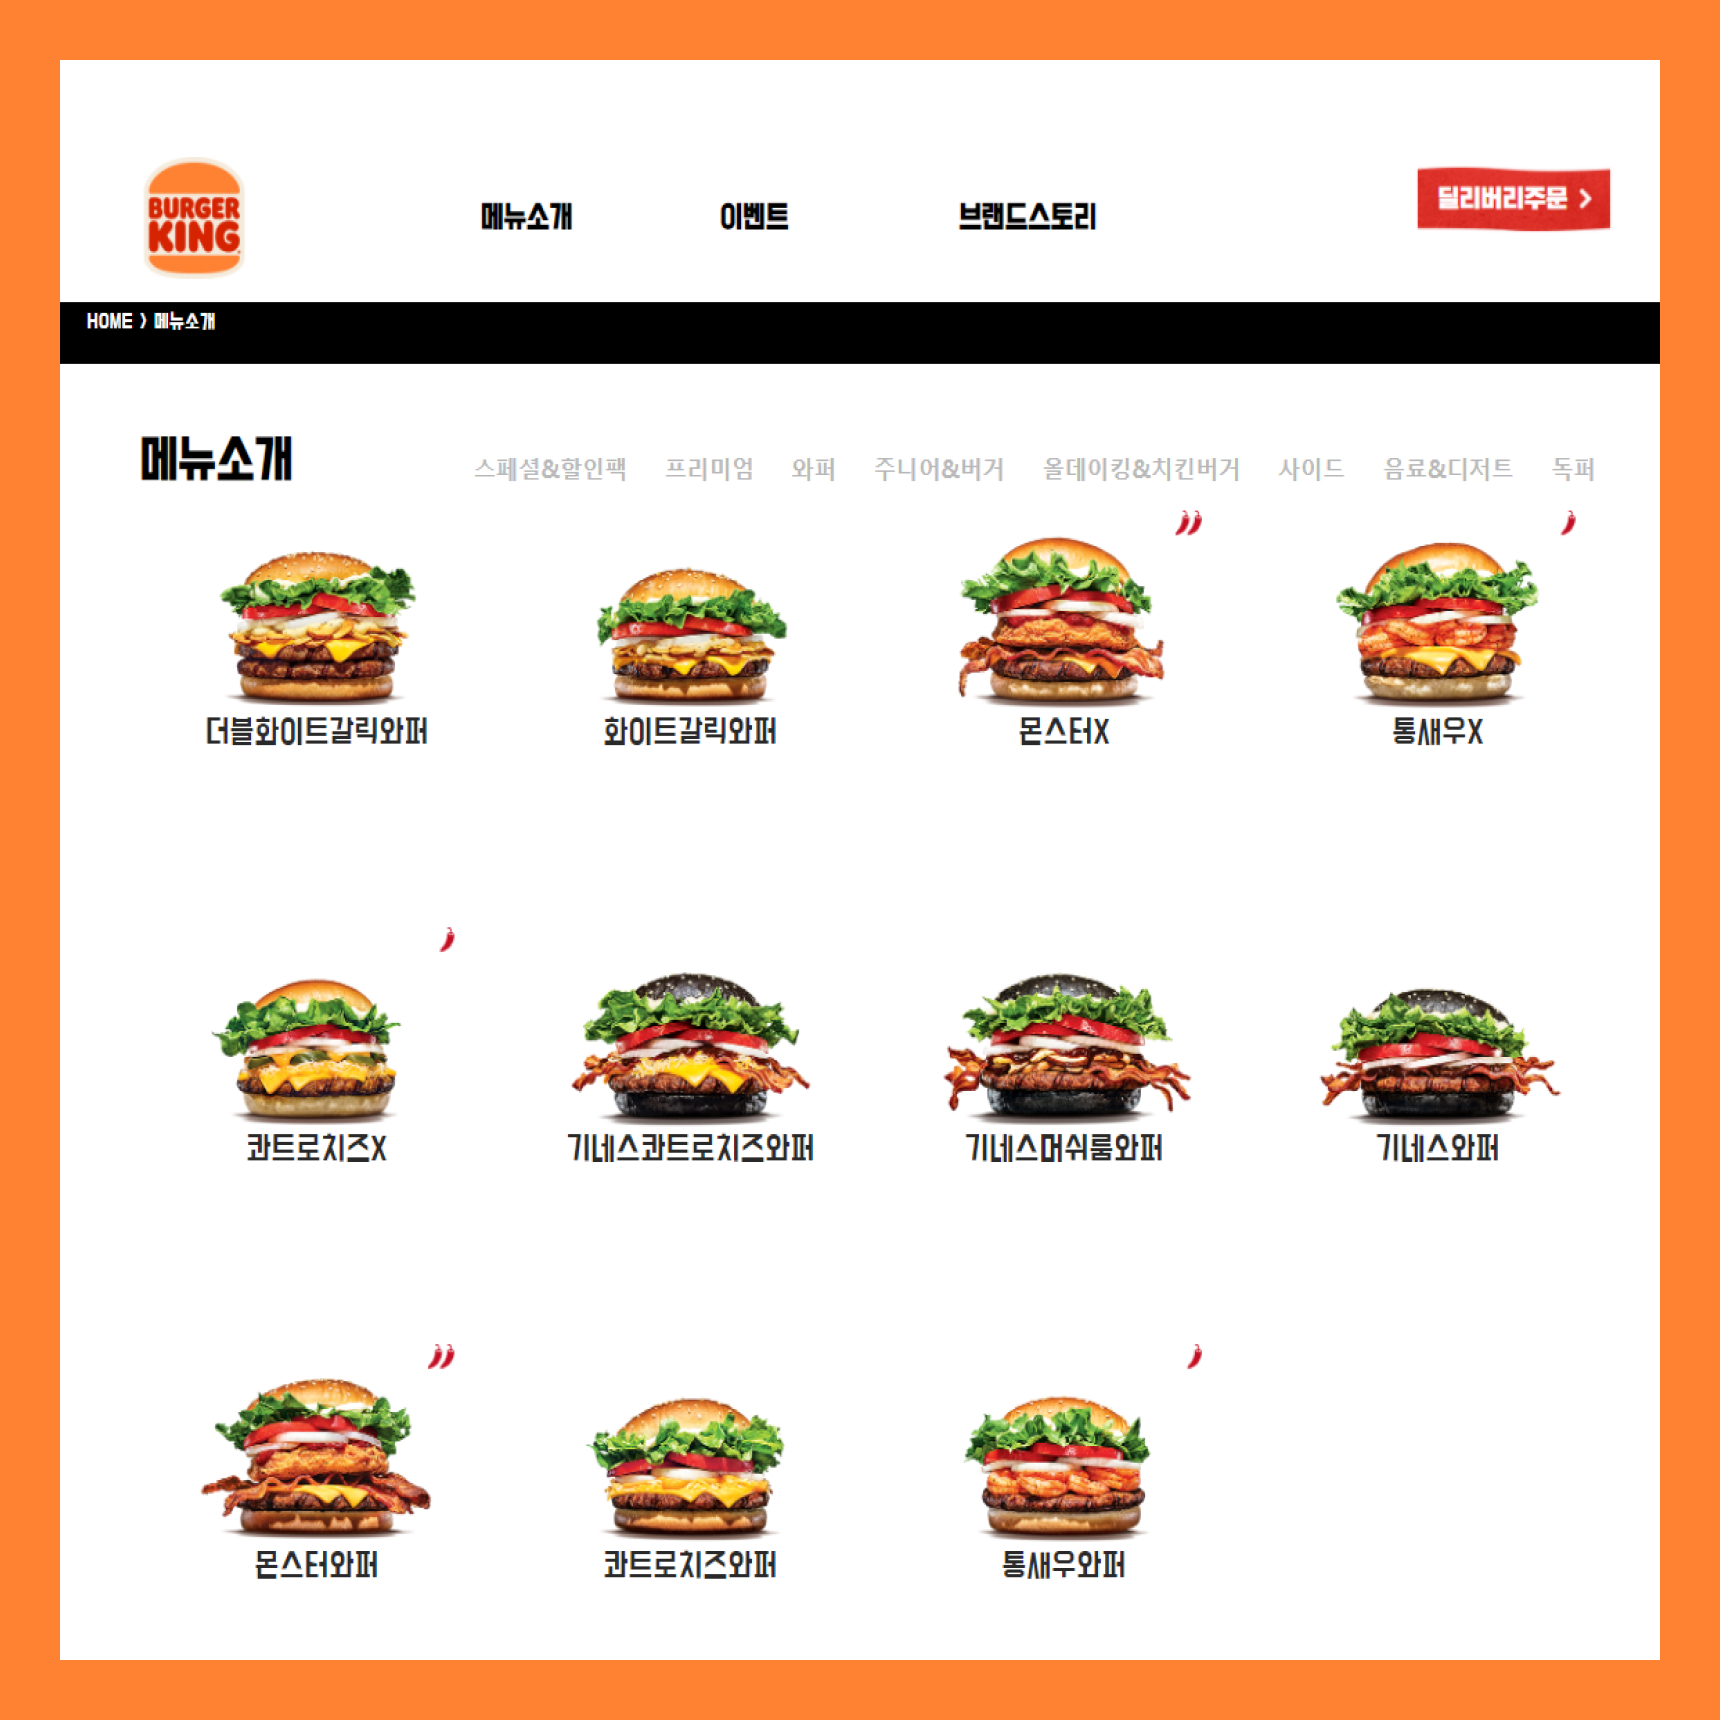 BURGER
KING
메뉴소개 이벤트 브랜드스토리
딜리버리주문 >
HOME > 메뉴소개
메뉴소개
스페셜&할인팩 프리미엄 와퍼 주니어&버거 올데이킹&치킨버거 사이드 음료&디저트 독퍼
더블화이트갈릭와퍼 화이트갈릭와퍼 몬스터X 통새우X
콰트로치즈X 기네스콰트로치즈와퍼 기네스머쉬룸와퍼 기네스와퍼
몬스터와퍼 콰트로치즈와퍼 통새우와퍼